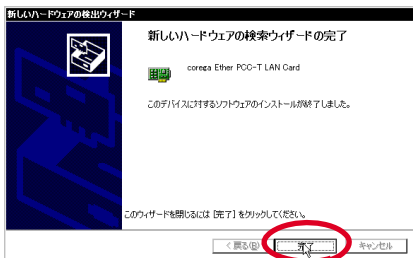 新しいハードウェアの検出ウィザード
新しいハードウェアの検索ウィザードの完了
corega Ether PCC-T LAN Card
このデバイスに対するソフトウェアのインストールが終了しました。
このウィザードを閉じるには [完了] をクリックしてください。
< 戻る(B)
完了
キャンセル